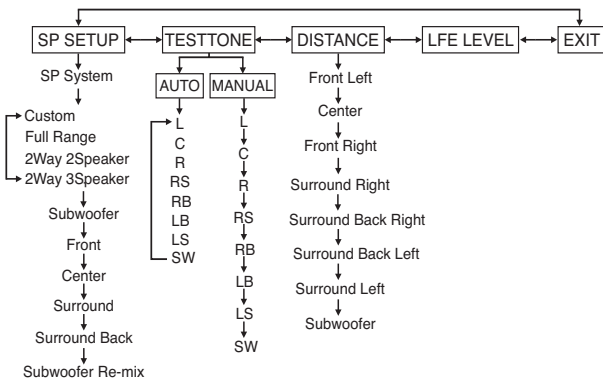 SP SETUP
TESTTONE
DISTANCE
LFE LEVEL
EXIT
SP System
Custom
Full Range
2Way 2Speaker
2Way 3Speaker
Subwoofer
Front
Center
Surround
Surround Back
Subwoofer Re-mix
AUTO
L
C
R
RS
RB
LB
LS
SW
MANUAL
L
C
R
RS
RB
LB
LS
SW
Front Left
Center
Front Right
Surround Right
Surround Back Right
Surround Back Left
Surround Left
Subwoofer